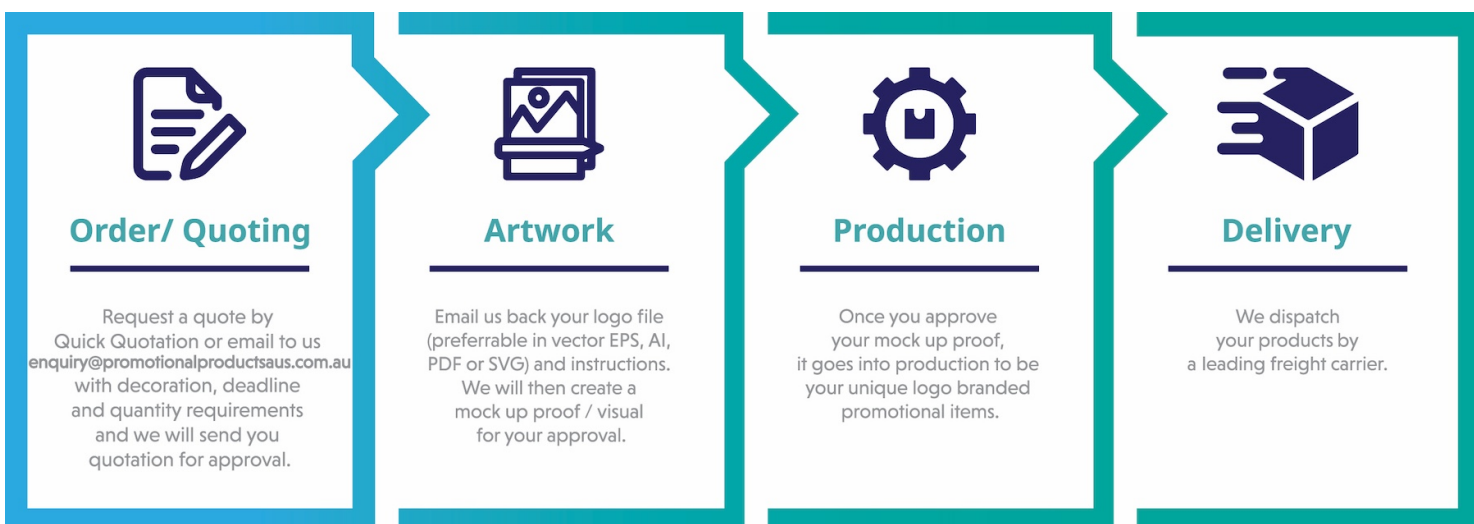 Order/ Quoting
Request a quote by
Quick Quotation or email to us
enquiry@promotionalproductsaus.com.au
with decoration, deadline
and quantity requirements
and we will send you
quotation for approval.
Artwork
Email us back your logo file
(preferrable in vector EPS, AI,
PDF or SVG) and instructions.
We will then create a
mock up proof / visual
for your approval.
Production
Once you approve
your mock up proof,
it goes into production to be
your unique logo branded
promotional items.
Delivery
We dispatch
your products by
a leading freight carrier.